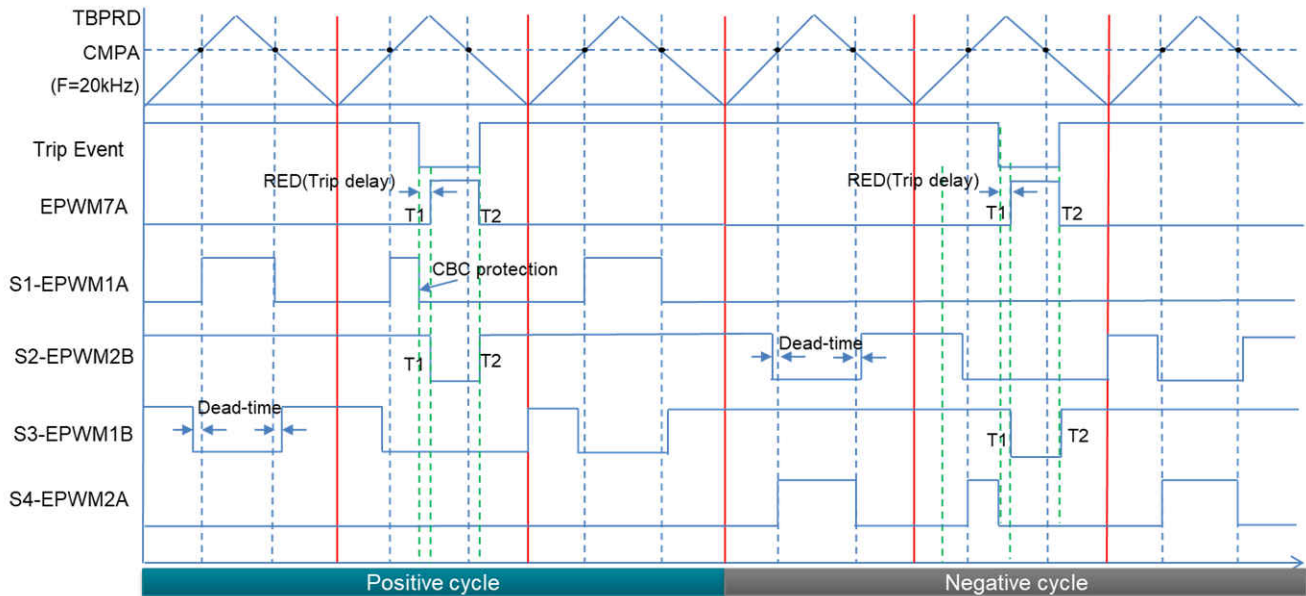 TBPRD
CMPA
(F=20kHz)
Trip Event
RED(Trip delay)
RED(Trip delay)
EPWM7A
T1
T2
T1
T2
S1-EPWM1A
CBC protection
S2-EPWM2B
T1
T2
Dead-time
S3-EPWM1B
Dead-time
T1
T2
S4-EPWM2A
Positive cycle
Negative cycle